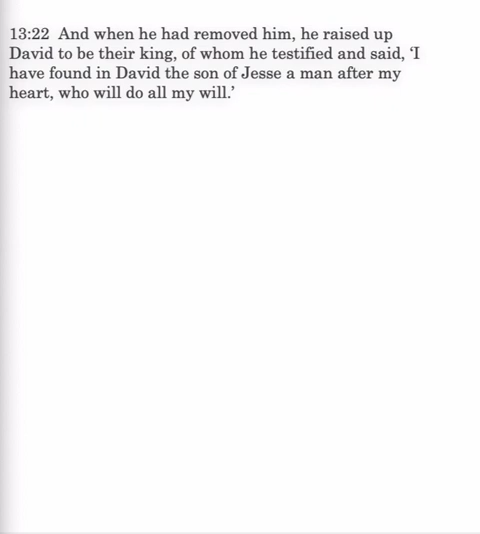 13:22  And when he had removed him, he raised up
David to be their king, of whom he testified and said, ‘I
have found in David the son of Jesse a man after my
heart, who will do all my will.’